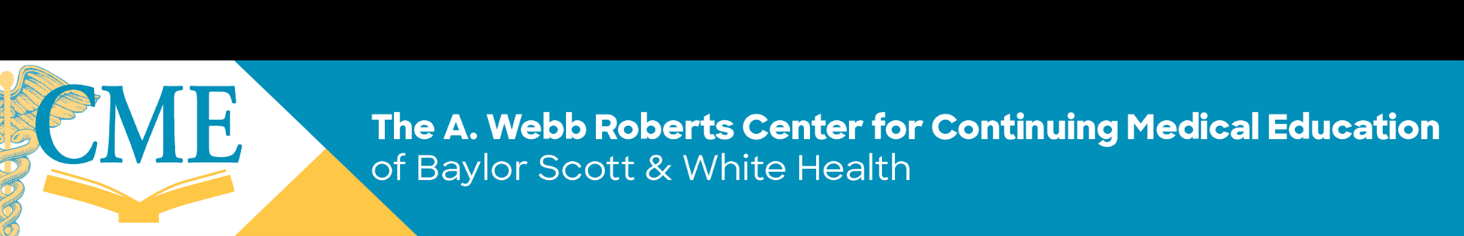 CME
The A. Webb Roberts Center for Continuing Medical Education
of Baylor Scott & White Health